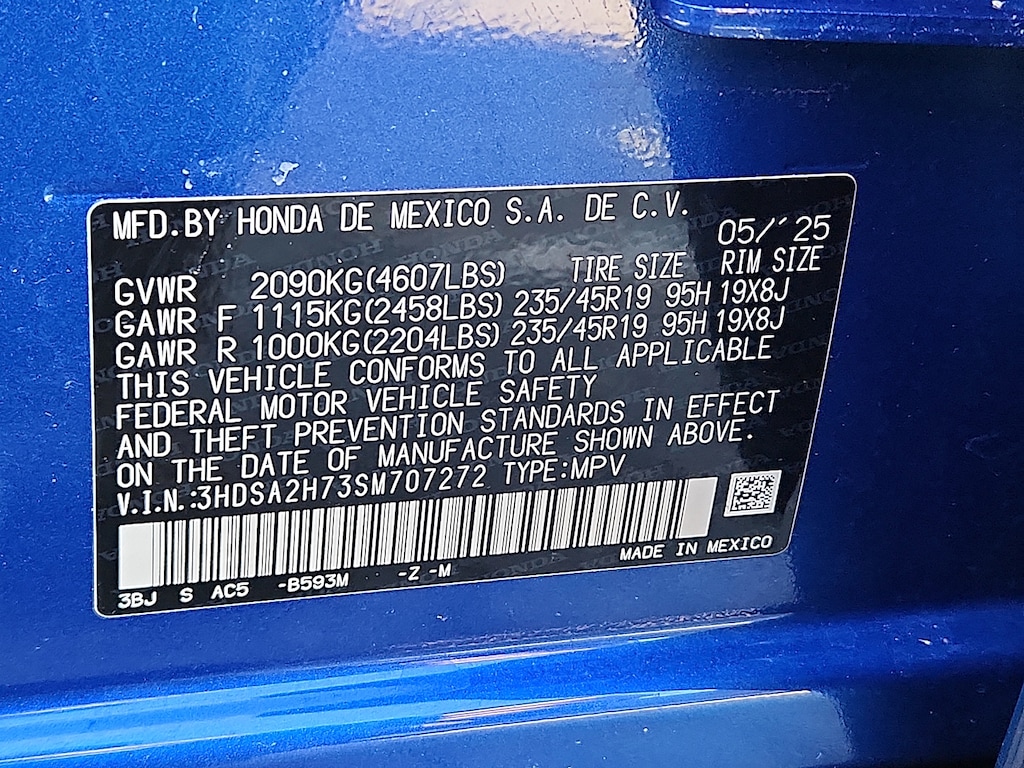 MFD.BY HONDA DE MEXICO S.A. DE C.V.
05/'25
GVWR 2090KG(4607LBS) TIRE SIZE RIM SIZE
GAWR F 1115KG(2458LBS) 235/45R19 95H 19X8J
GAWR R 1000KG(2204LBS) 235/45R19 95H 19X8J
THIS VEHICLE CONFORMS TO ALL APPLICABLE
FEDERAL MOTOR VEHICLE SAFETY
AND THEFT PREVENTION STANDARDS IN EFFECT
ON THE DATE OF MANUFACTURE SHOWN ABOVE.
V.I.N.:3HDSA2H73SM707272 TYPE:MPV
MADE IN MEXICO
3BJ S AC5 -B593M -Z -M